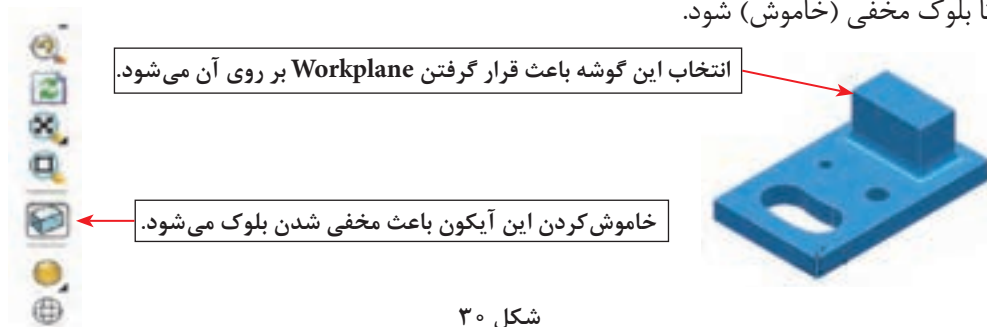 تا بلوک مخفی (خاموش) شود.
انتخاب این گوشه باعث قرار گرفتن Workplane بر روی آن می‌شود.
خاموش‌کردن این آیکون باعث مخفی شدن بلوک می‌شود.
شکل ۳۰